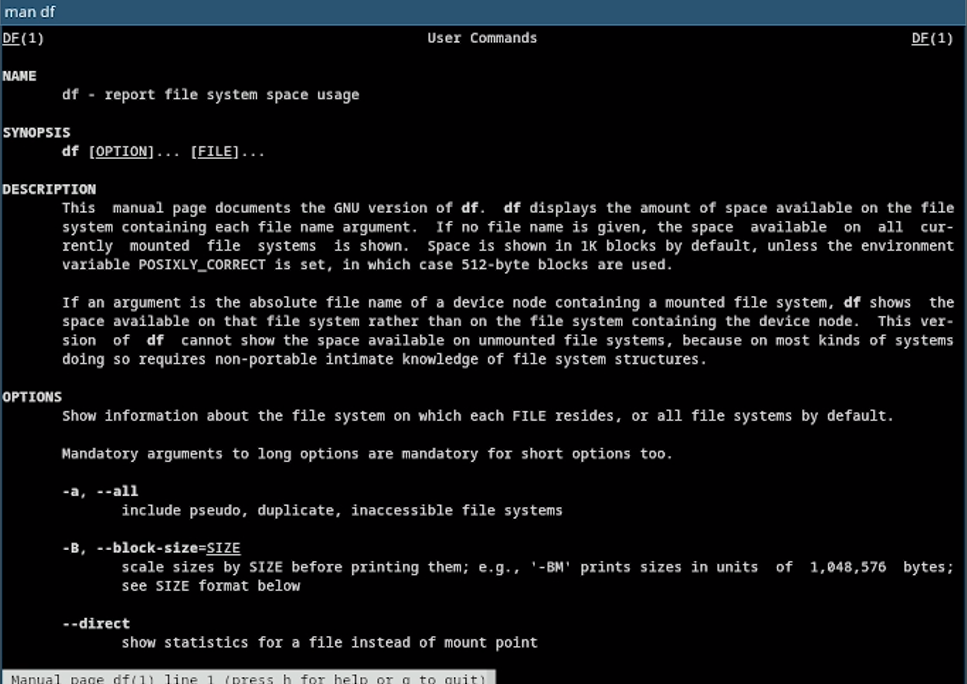 man df
DF(1) User Commands DF(1)
NAME
df - report file system space usage
SYNOPSIS
df [OPTION]... [FILE]...
DESCRIPTION
This manual page documents the GNU version of df. df displays the amount of space available on the file
system containing each file name argument. If no file name is given, the space available on all cur-
rently mounted file systems is shown. Space is shown in 1K blocks by default, unless the environment
variable POSIXLY_CORRECT is set, in which case 512-byte blocks are used.
If an argument is the absolute file name of a device node containing a mounted file system, df shows the
space available on that file system rather than on the file system containing the device node. This ver-
sion of df cannot show the space available on unmounted file systems, because on most kinds of systems
doing so requires non-portable intimate knowledge of file system structures.
OPTIONS
Show information about the file system on which each FILE resides, or all file systems by default.
Mandatory arguments to long options are mandatory for short options too.
-a, --all
include pseudo, duplicate, inaccessible file systems
-B, --block-size=SIZE
scale sizes by SIZE before printing them; e.g., '-BM' prints sizes in units of 1,048,576 bytes;
see SIZE format below
--direct
show statistics for a file instead of mount point
Manual page df(1) line 1 (press h for help or q to quit)